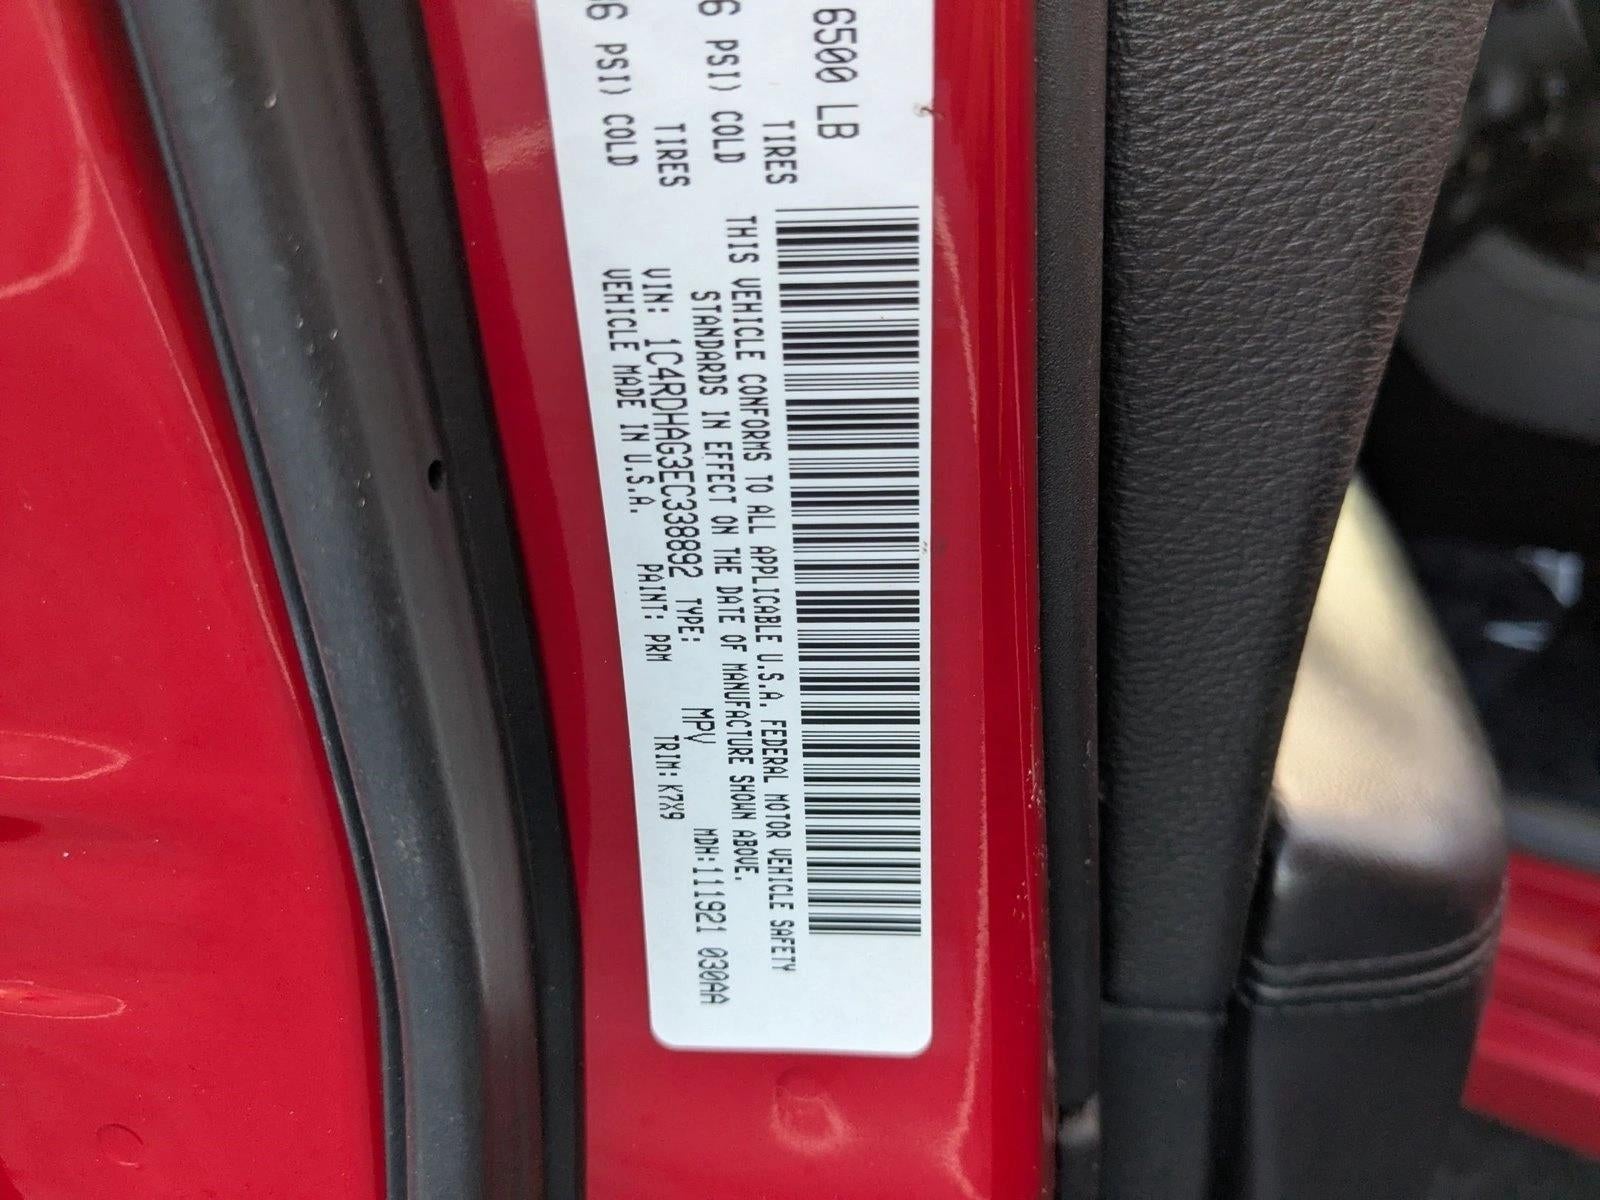 6500 LB
TIRES
6 PSI) COLD
TIRES
6 PSI) COLD
THIS VEHICLE CONFORMS TO ALL APPLICABLE U.S.A. FEDERAL MOTOR VEHICLE SAFETY
STANDARDS IN EFFECT ON THE DATE OF MANUFACTURE SHOWN ABOVE.
VIN: 1C4RDHAG3EC338892 TYPE: MPV MDH:111921 030AA
VEHICLE MADE IN U.S.A. PAINT: PRM TRIM: K7X9